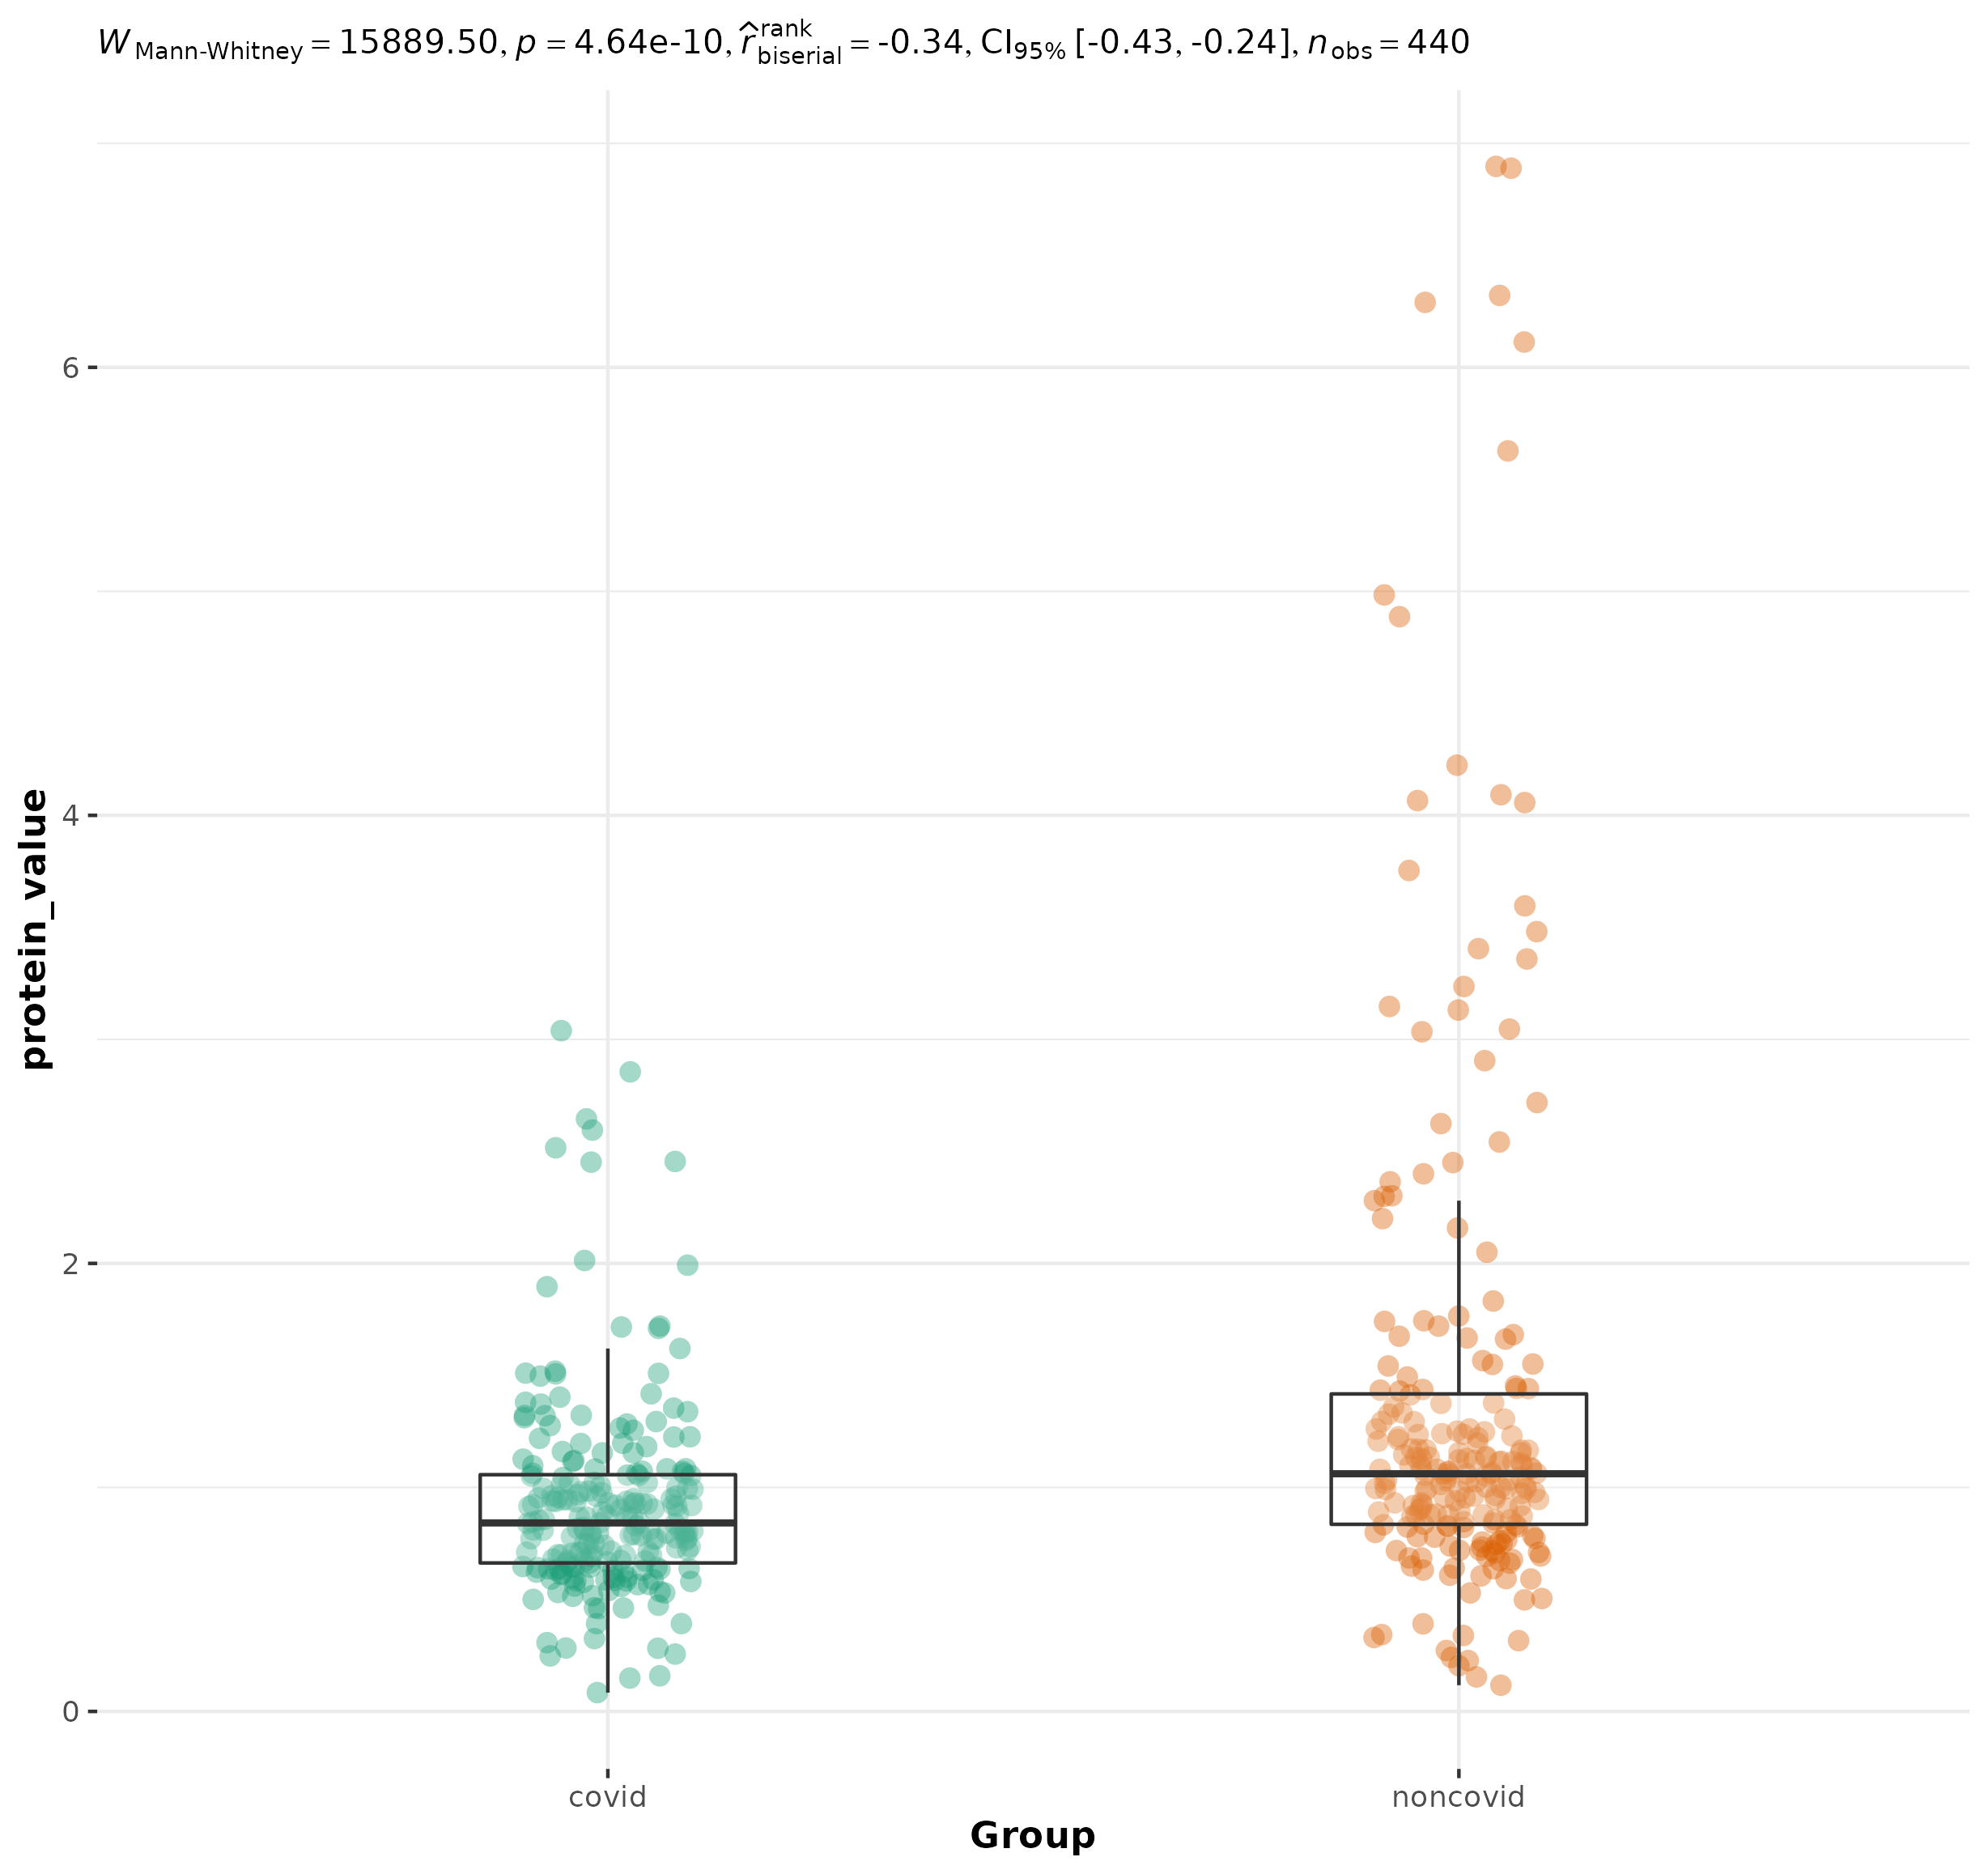 W Mann-Whitney = 15889.50, p = 4.64e-10, r̂ rank biserial = -0.34, CI95% [-0.43, -0.24], nobs = 440
protein_value
6
4
2
0
covid noncovid
Group